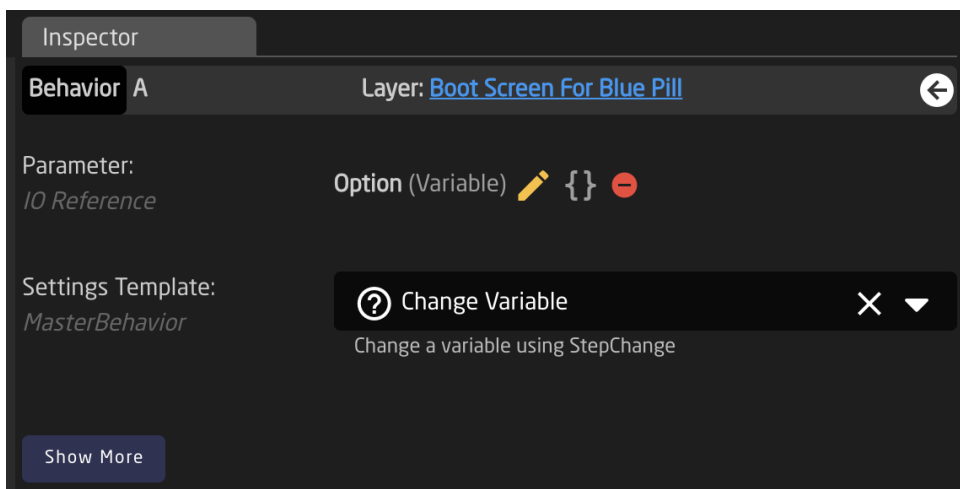 Inspector
Behavior A Layer: Boot Screen For Blue Pill
Parameter:
IO Reference
Option (Variable) {}
Settings Template:
MasterBehavior
? Change Variable
Change a variable using StepChange
Show More